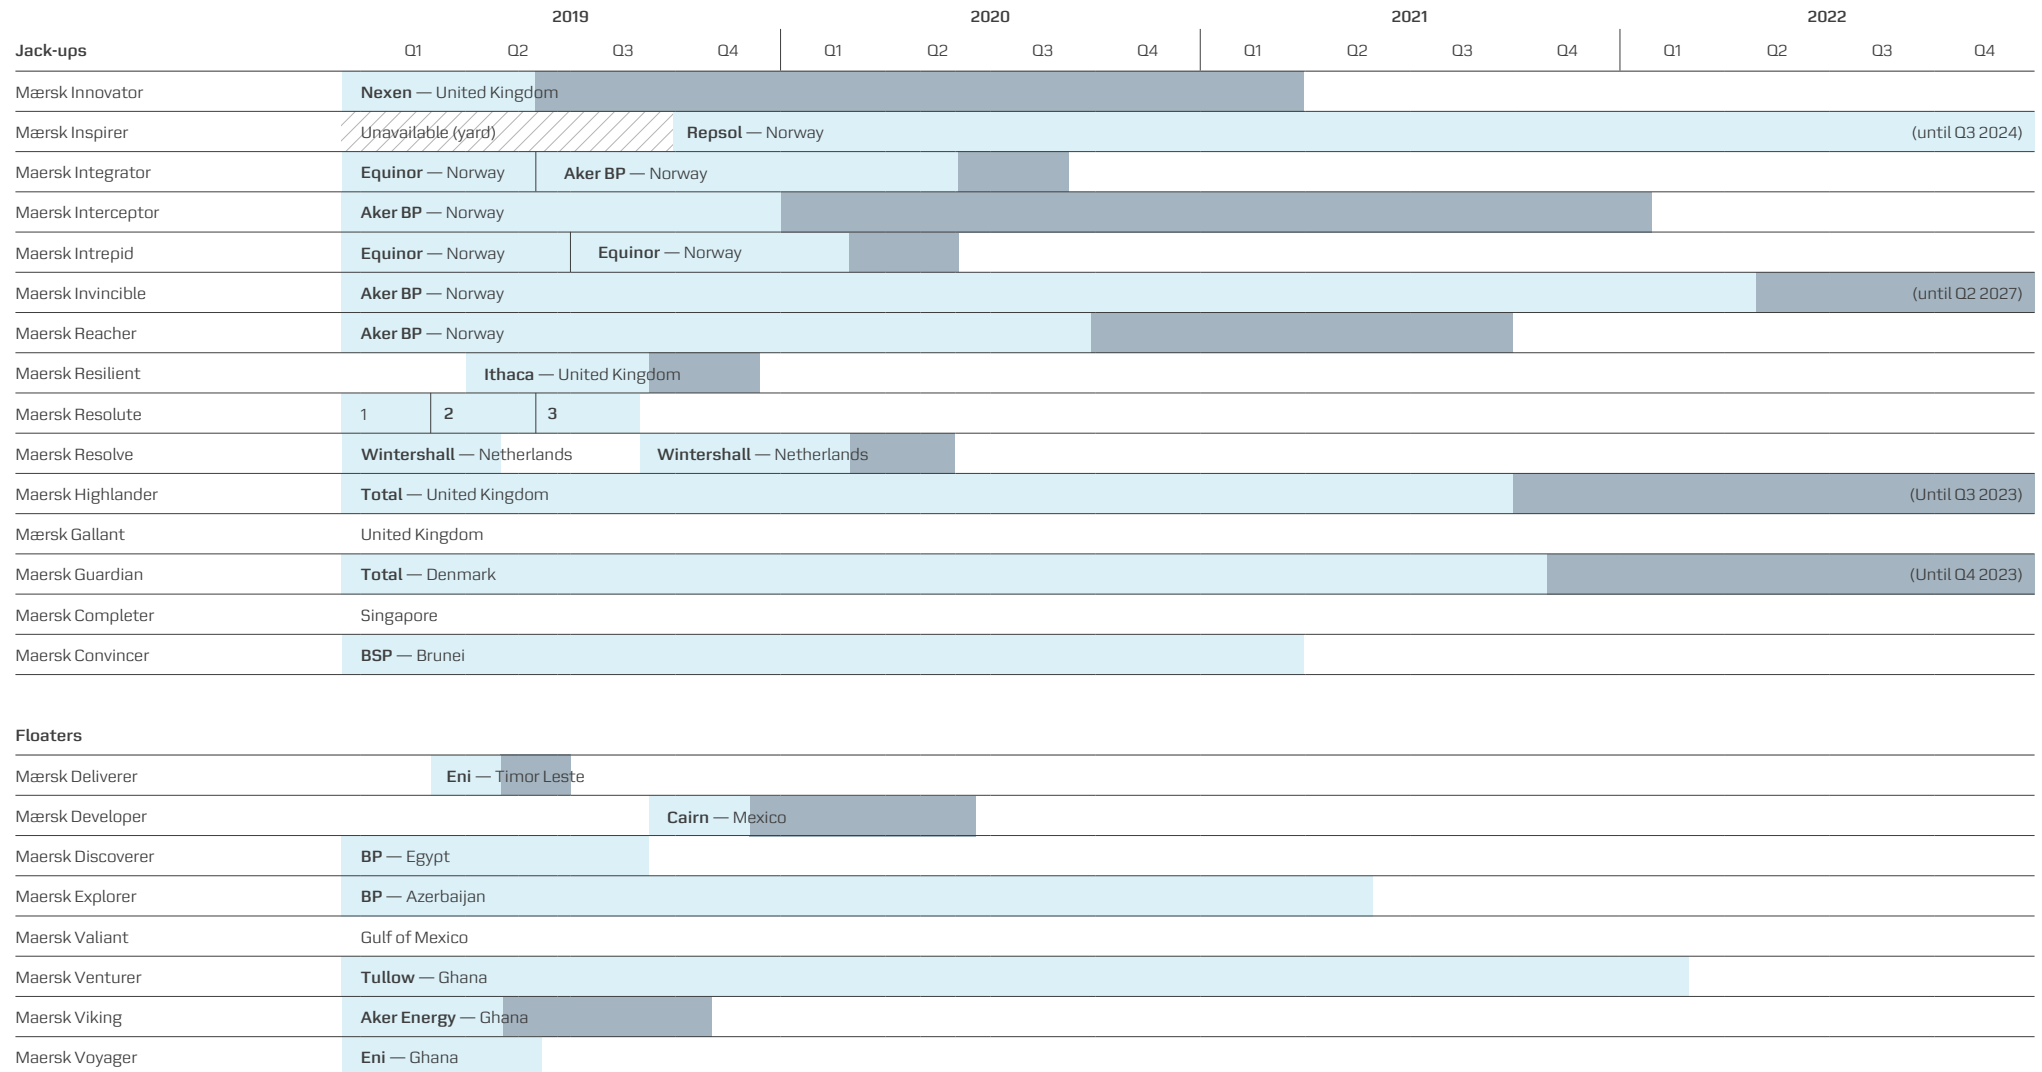 2019 2020 2021 2022
Jack-ups Q1 Q2 Q3 Q4 Q1 Q2 Q3 Q4 Q1 Q2 Q3 Q4 Q1 Q2 Q3 Q4
Mærsk Innovator Nexen — United Kingdom
Mærsk Inspirer Unavailable (yard) Repsol — Norway (until Q3 2024)
Maersk Integrator Equinor — Norway Aker BP — Norway
Maersk Interceptor Aker BP — Norway
Maersk Intrepid Equinor — Norway Equinor — Norway
Maersk Invincible Aker BP — Norway (until Q2 2027)
Maersk Reacher Aker BP — Norway
Maersk Resilient Ithaca — United Kingdom
Maersk Resolute 1 2 3
Maersk Resolve Wintershall — Netherlands Wintershall — Netherlands
Maersk Highlander Total — United Kingdom (Until Q3 2023)
Mærsk Gallant United Kingdom
Maersk Guardian Total — Denmark (Until Q4 2023)
Maersk Completer Singapore
Maersk Convincer BSP — Brunei
Floaters
Mærsk Deliverer Eni — Timor Leste
Mærsk Developer Cairn — Mexico
Maersk Discoverer BP — Egypt
Maersk Explorer BP — Azerbaijan
Maersk Valiant Gulf of Mexico
Maersk Venturer Tullow — Ghana
Maersk Viking Aker Energy — Ghana
Maersk Voyager Eni — Ghana